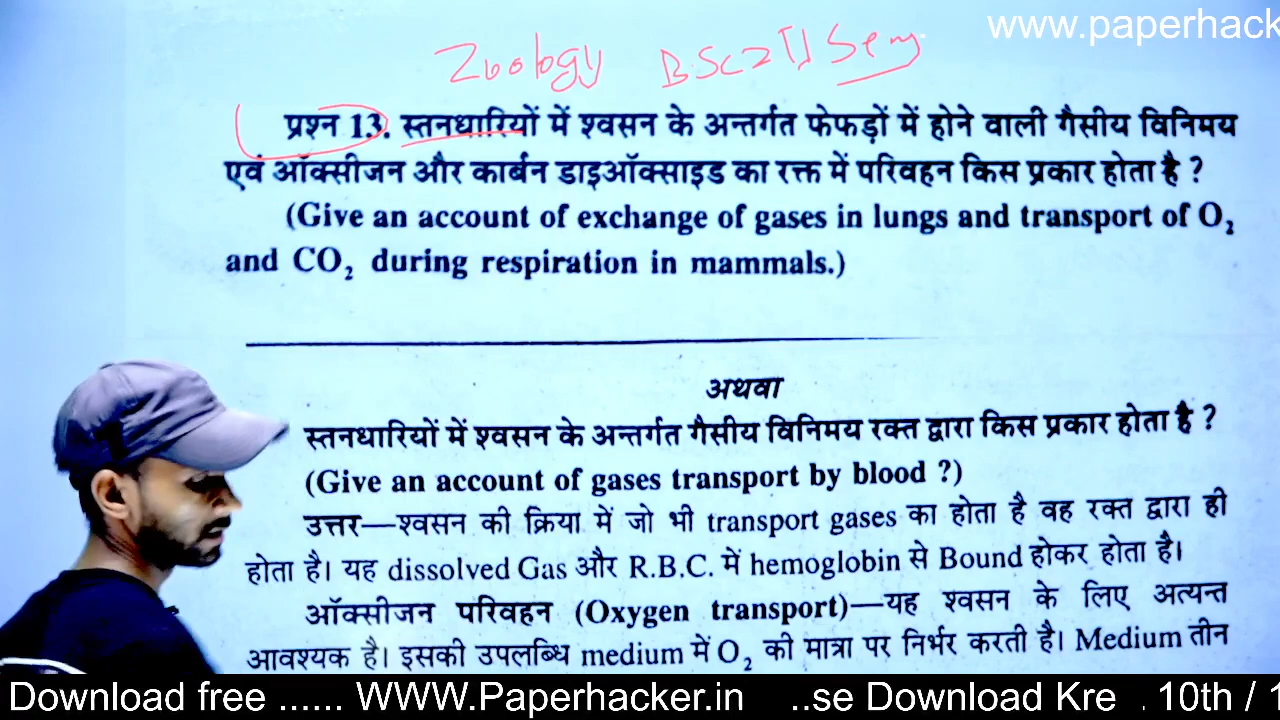 www.paperhack
Zoology BSC 2 II Sem
प्रश्न 13. स्तनधारियों में श्वसन के अन्तर्गत फेफड़ों में होने वाली गैसीय विनिमय
एवं ऑक्सीजन और कार्बन डाइऑक्साइड का रक्त में परिवहन किस प्रकार होता है ?
(Give an account of exchange of gases in lungs and transport of O₂
and CO₂ during respiration in mammals.)
अथवा
स्तनधारियों में श्वसन के अन्तर्गत गैसीय विनिमय रक्त द्वारा किस प्रकार होता है ?
(Give an account of gases transport by blood ?)
उत्तर—श्वसन की क्रिया में जो भी transport gases का होता है वह रक्त द्वारा ही
होता है। यह dissolved Gas और R.B.C. में hemoglobin से Bound होकर होता है।
ऑक्सीजन परिवहन (Oxygen transport)—यह श्वसन के लिए अत्यन्त
आवश्यक है। इसकी उपलब्धि medium में O₂ की मात्रा पर निर्भर करती है। Medium तीन
Download free ...... WWW.Paperhacker.in ..se Download Kre . 10th / 1